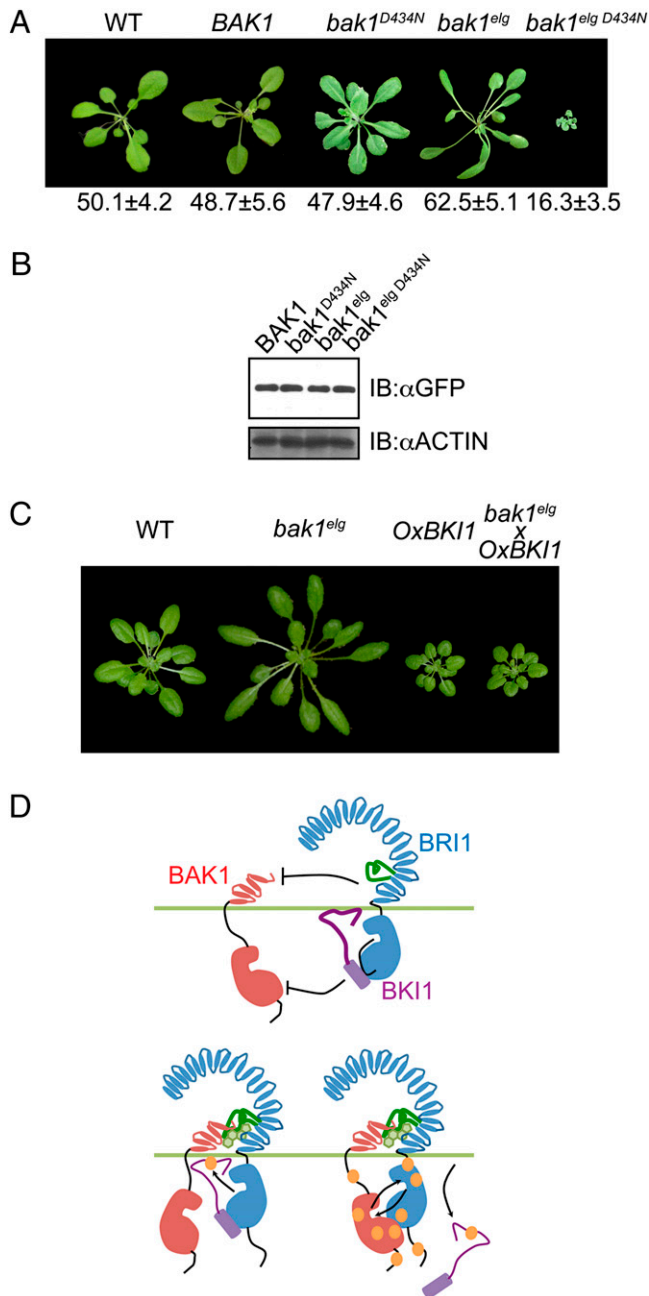 A
WT BAK1 bak1D434N bak1elg bak1elg D434N
50.1±4.2 48.7±5.6 47.9±4.6 62.5±5.1 16.3±3.5
B
BAK1 bak1D434N bak1elg bak1elg D434N
IB:αGFP
IB:αACTIN
C
WT bak1elg OxBKI1 bak1elg
x
OxBKI1
D
BRI1
BAK1
BKI1